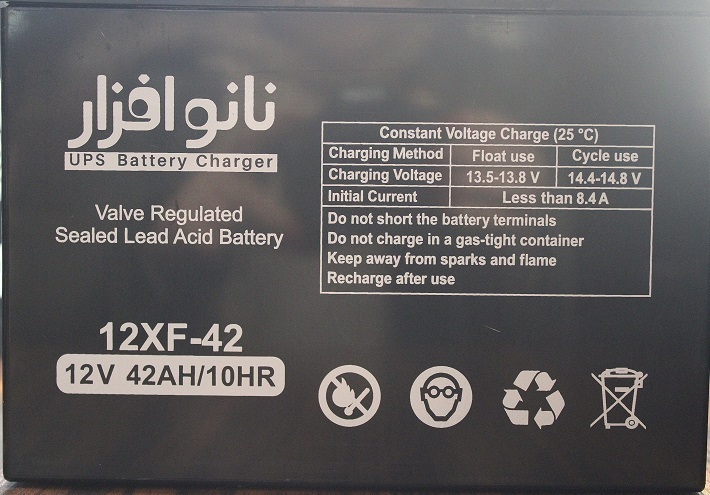 نانو افزار
UPS Battery Charger
Valve Regulated
Sealed Lead Acid Battery
12XF-42
12V 42AH/10HR
Constant Voltage Charge (25 °C)
Charging Method Float use Cycle use
Charging Voltage 13.5-13.8 V 14.4-14.8 V
Initial Current Less than 8.4A
Do not short the battery terminals
Do not charge in a gas-tight container
Keep away from sparks and flame
Recharge after use